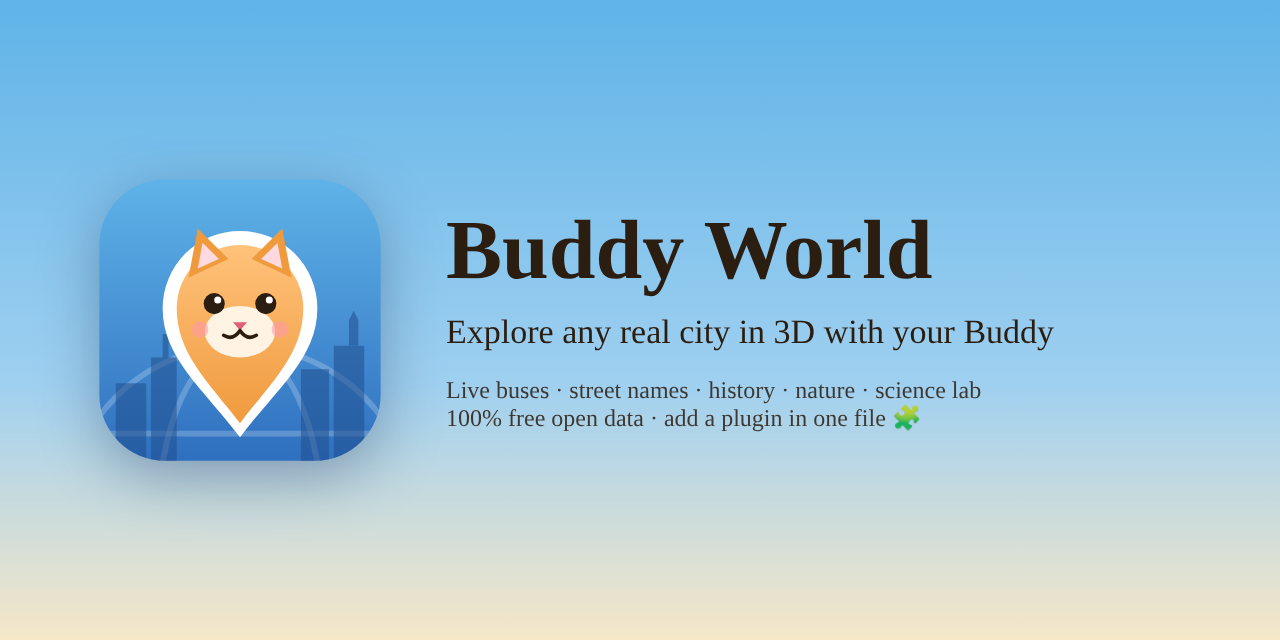 Buddy World
Explore any real city in 3D with your Buddy
Live buses · street names · history · nature · science lab
100% free open data · add a plugin in one file 🧩